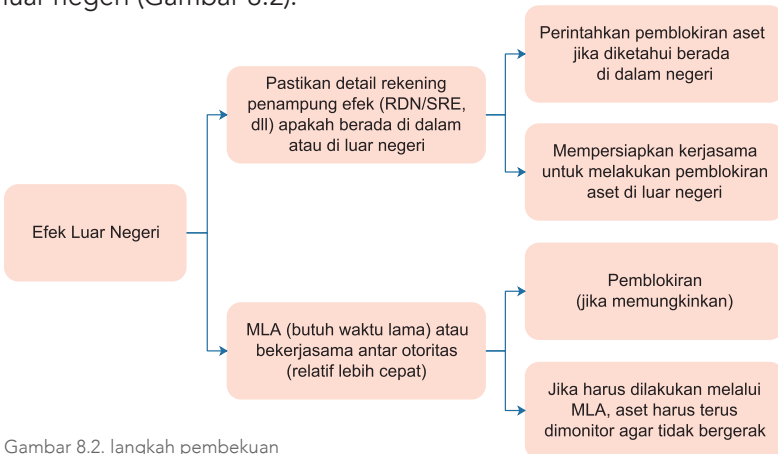 luar negeri (Gambar 8.2).
Perintahkan pemblokiran aset
jika diketahui berada
di dalam negeri
Pastikan detail rekening
penampung efek (RDN/SRE,
dll) apakah berada di dalam
atau di luar negeri
Mempersiapkan kerjasama
untuk melakukan pemblokiran
aset di luar negeri
Efek Luar Negeri
Pemblokiran
(jika memungkinkan)
MLA (butuh waktu lama) atau
bekerjasama antar otoritas
(relatif lebih cepat)
Jika harus dilakukan melalui
MLA, aset harus terus
dimonitor agar tidak bergerak
Gambar 8.2. langkah pembekuan